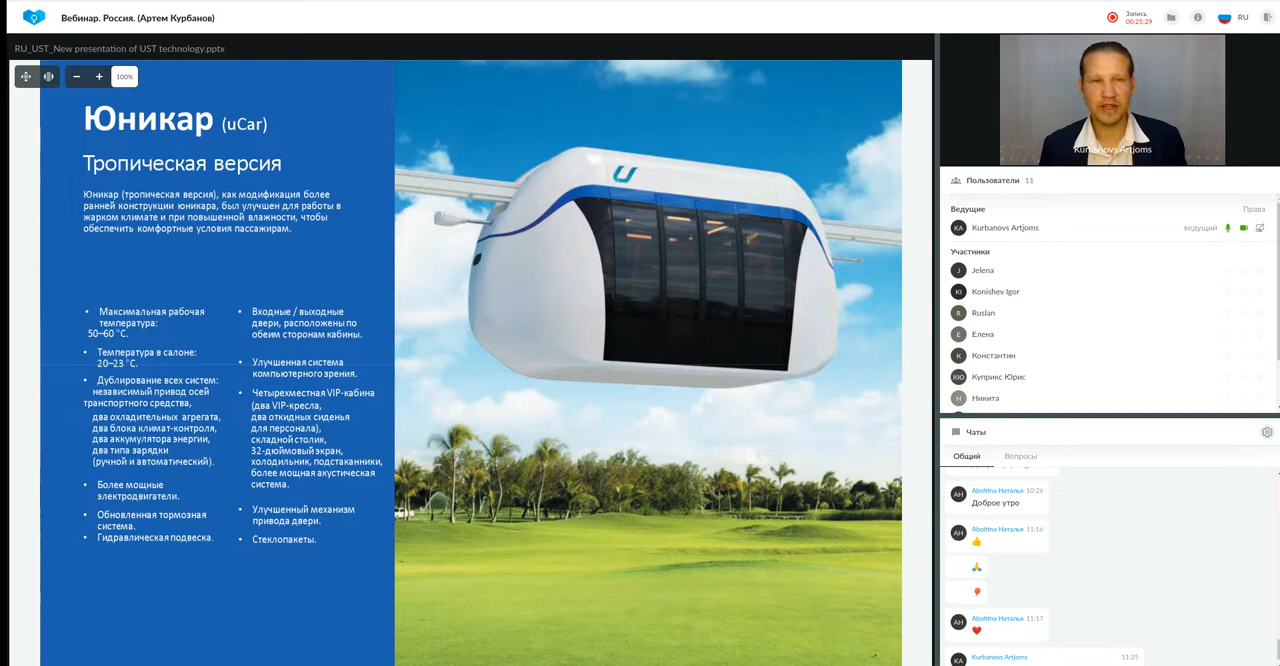 Вебинар. Россия. (Артем Курбанов)
Запись
00:25:29
RU
RU_UST_New presentation of UST technology.pptx
100%
Юникар (uCar)
Тропическая версия
Юникар (тропическая версия), как модификация более
ранней конструкции юникара, был улучшен для работы в
жарком климате и при повышенной влажности, чтобы
обеспечить комфортные условия пассажирам.
• Максимальная рабочая
температура:
50–60 °C.
• Температура в салоне:
20–23 °C.
• Дублирование всех систем:
независимый привод осей
транспортного средства,
два охладительных агрегата,
два блока климат-контроля,
два аккумулятора энергии,
два типа зарядки
(ручной и автоматический).
• Более мощные
электродвигатели.
• Обновленная тормозная
система.
• Гидравлическая подвеска.
• Входные / выходные
двери, расположены по
обеим сторонам кабины.
• Улучшенная система
компьютерного зрения.
• Четырехместная VIP-кабина
(два VIP-кресла,
два откидных сиденья
для персонала),
складной столик,
32-дюймовый экран,
холодильник, подстаканники,
более мощная акустическая
система.
• Улучшенный механизм
привода двери.
• Стеклопакеты.
Kurbanovs Artjoms
Пользователи 11
Ведущие Права
KA Kurbanovs Artjoms ведущий
Участники
J Jelena
KI Konishev Igor
R Ruslan
Е Елена
К Константин
КЮ Куприкс Юрис
Н Никита
Чаты
Общий Вопросы
АН Aboltina Наталья 10:26
Доброе утро
АН Aboltina Наталья 11:16
👍
🙏
🎈
АН Aboltina Наталья 11:17
❤️
KA Kurbanovs Artjoms 11:25